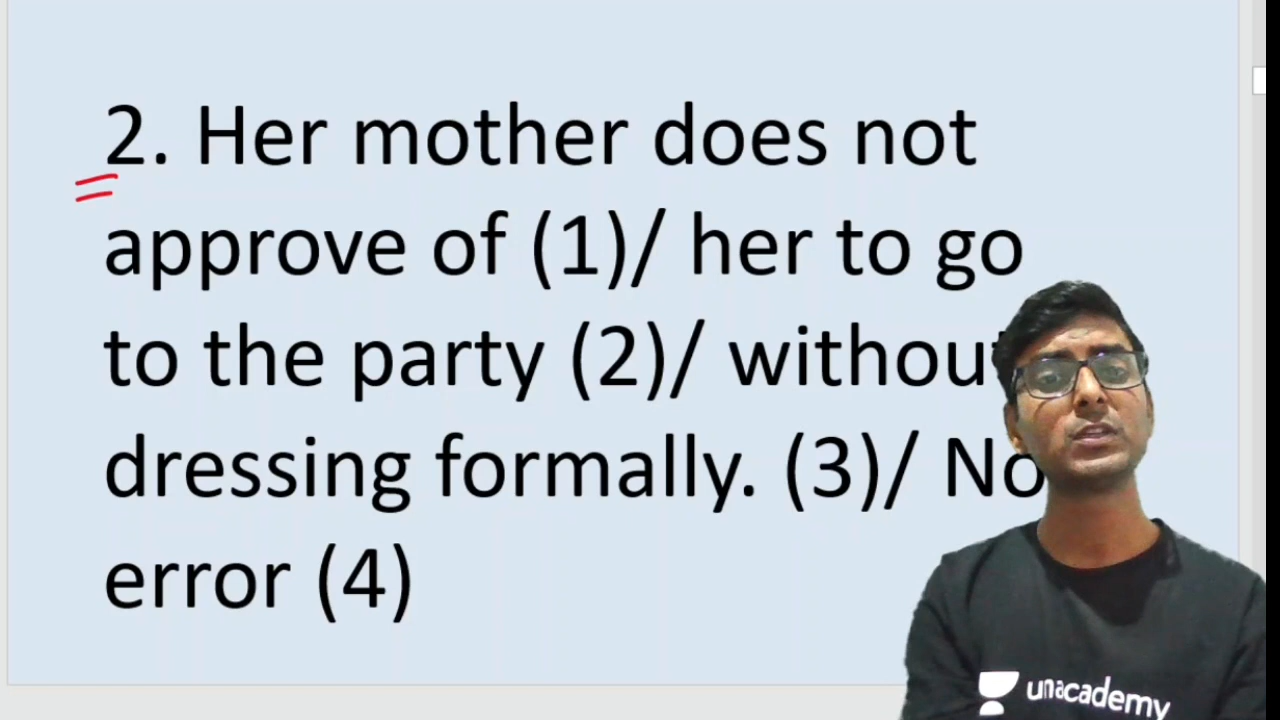 2. Her mother does not
approve of (1)/ her to go
to the party (2)/ without
dressing formally. (3)/ No
error (4)
unacademy